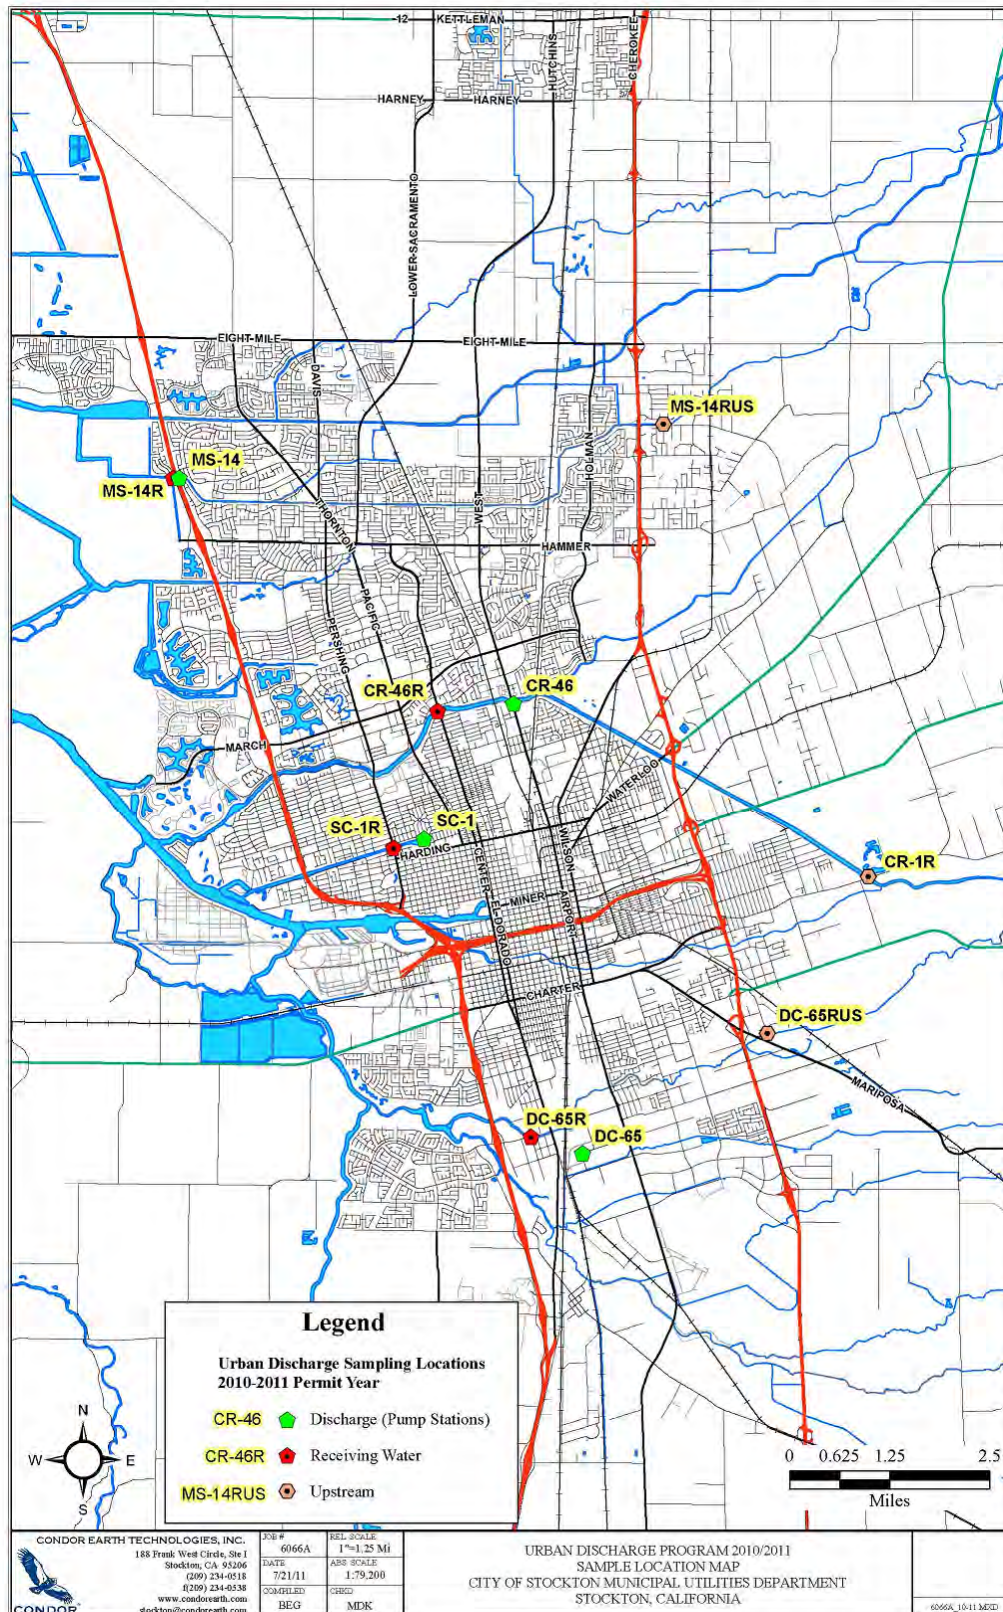 12
KETTLEMAN
HUTCHINS
CHEROKEE
HARNEY
HARNEY
LOWER-SACRAMENTO
EIGHT-MILE
EIGHT-MILE
DAVIS
MS-14RUS
HOLMAN
MS-14
MS-14R
WEST
THORNTON
HAMMER
PACIFIC
PERSHING
CR-46R
CR-46
MARCH
WATERLOO
SC-1
SC-1R
HARDING
WILSON
CR-1R
CENTER
MINER
AIRPORT
EL-DORADO
CHARTER
DC-65RUS
MARIPOSA
DC-65R
DC-65
Legend
Urban Discharge Sampling Locations
2010-2011 Permit Year
CR-46 Discharge (Pump Stations)
CR-46R Receiving Water
MS-14RUS Upstream
N
W E
S
0 0.625 1.25 2.5
Miles
CONDOR EARTH TECHNOLOGIES, INC.
188 Frank West Circle, Ste I
Stockton, CA 95206
(209) 234-0518
f(209) 234-0538
www.condorearth.com
stockton@condorearth.com
CONDOR
JOB #
6066A
REL SCALE
1"=1.25 Mi
DATE
7/21/11
ABS SCALE
1:79,200
COMPILED
BEG
CHKD
MDK
URBAN DISCHARGE PROGRAM 2010/2011
SAMPLE LOCATION MAP
CITY OF STOCKTON MUNICIPAL UTILITIES DEPARTMENT
STOCKTON, CALIFORNIA
6066A_10-11.MXD